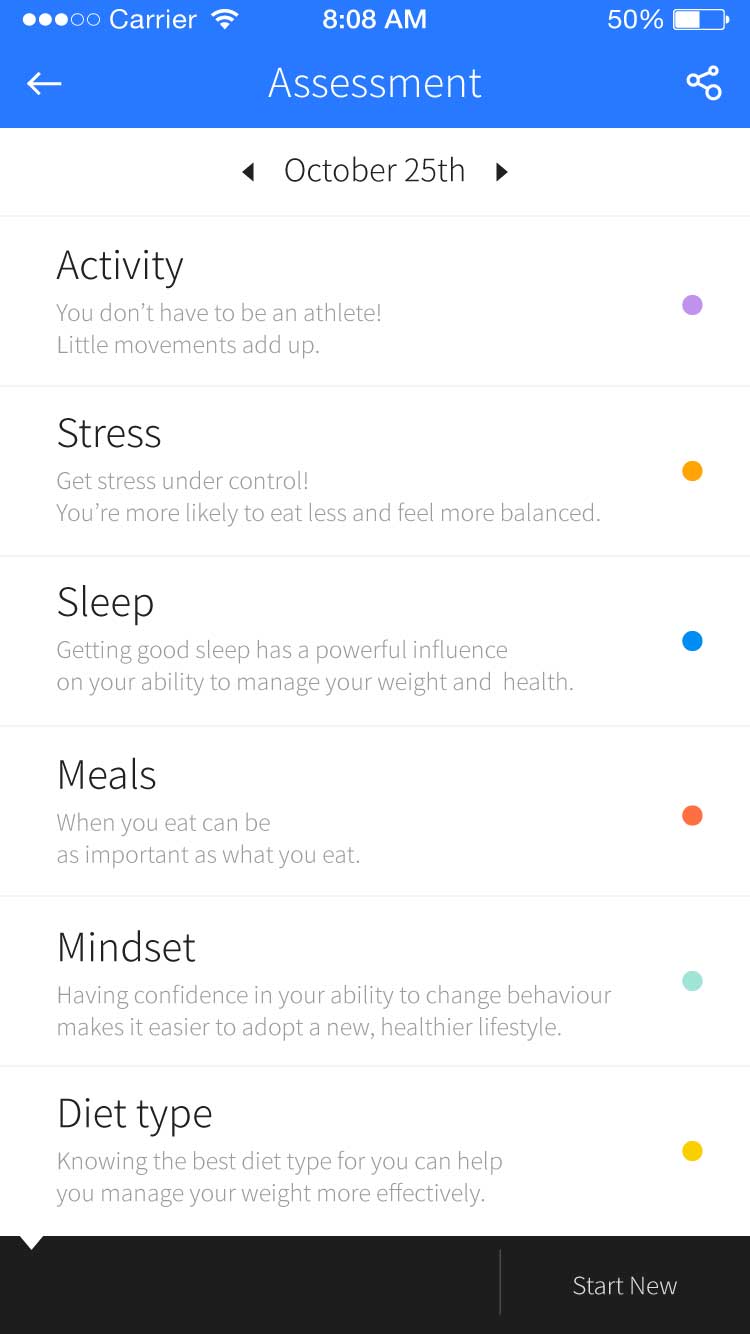 Carrier 8:08 AM 50%
Assessment
October 25th
Activity
You don’t have to be an athlete!
Little movements add up.
Stress
Get stress under control!
You’re more likely to eat less and feel more balanced.
Sleep
Getting good sleep has a powerful influence
on your ability to manage your weight and  health.
Meals
When you eat can be
as important as what you eat.
Mindset
Having confidence in your ability to change behaviour
makes it easier to adopt a new, healthier lifestyle.
Diet type
Knowing the best diet type for you can help
you manage your weight more effectively.
Start New